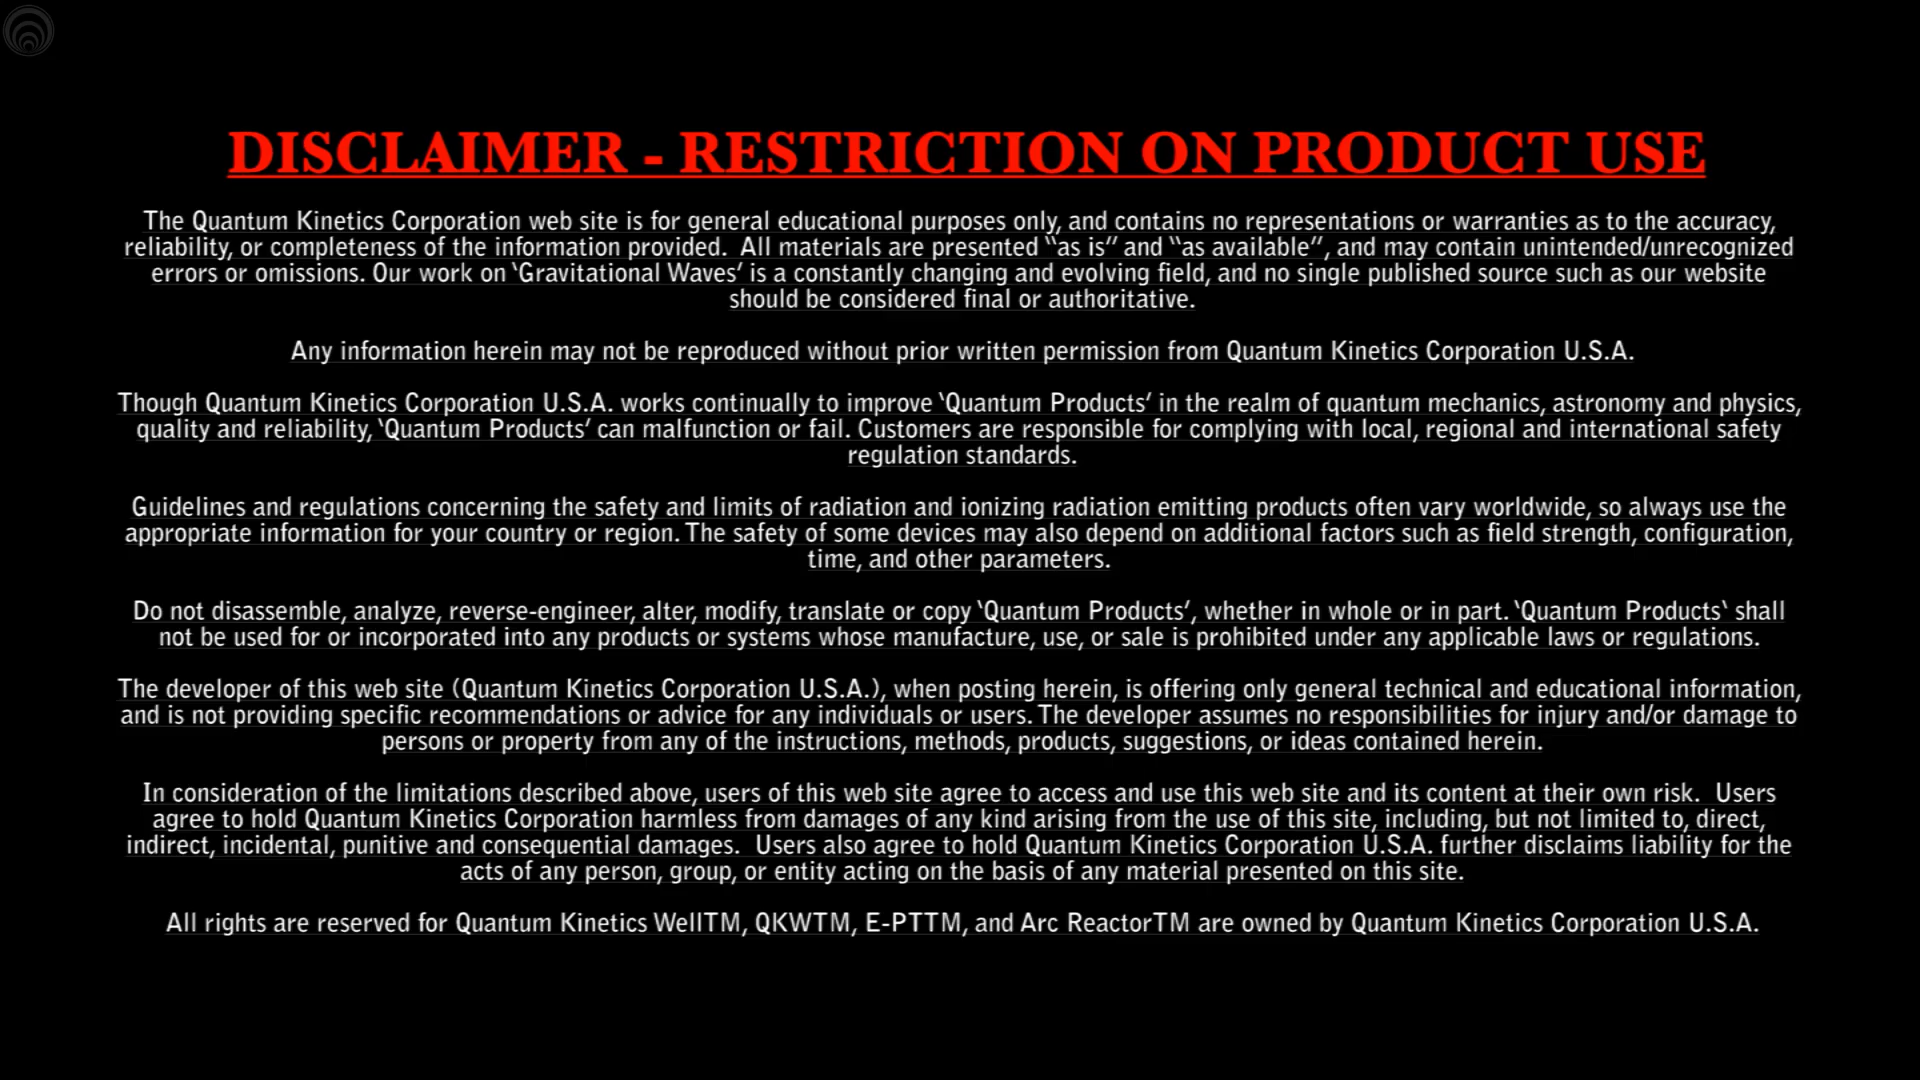 DISCLAIMER - RESTRICTION ON PRODUCT USE
The Quantum Kinetics Corporation web site is for general educational purposes only, and contains no representations or warranties as to the accuracy,
reliability, or completeness of the information provided.  All materials are presented “as is” and “as available”, and may contain unintended/unrecognized
errors or omissions. Our work on ‘Gravitational Waves’ is a constantly changing and evolving field, and no single published source such as our website
should be considered final or authoritative.
Any information herein may not be reproduced without prior written permission from Quantum Kinetics Corporation U.S.A.
Though Quantum Kinetics Corporation U.S.A. works continually to improve ‘Quantum Products’ in the realm of quantum mechanics, astronomy and physics,
quality and reliability, ‘Quantum Products’ can malfunction or fail. Customers are responsible for complying with local, regional and international safety
regulation standards.
Guidelines and regulations concerning the safety and limits of radiation and ionizing radiation emitting products often vary worldwide, so always use the
appropriate information for your country or region. The safety of some devices may also depend on additional factors such as field strength, configuration,
time, and other parameters.
Do not disassemble, analyze, reverse-engineer, alter, modify, translate or copy ‘Quantum Products’, whether in whole or in part. ‘Quantum Products‘ shall
not be used for or incorporated into any products or systems whose manufacture, use, or sale is prohibited under any applicable laws or regulations.
The developer of this web site (Quantum Kinetics Corporation U.S.A.), when posting herein, is offering only general technical and educational information,
and is not providing specific recommendations or advice for any individuals or users. The developer assumes no responsibilities for injury and/or damage to
persons or property from any of the instructions, methods, products, suggestions, or ideas contained herein.
In consideration of the limitations described above, users of this web site agree to access and use this web site and its content at their own risk.  Users
agree to hold Quantum Kinetics Corporation harmless from damages of any kind arising from the use of this site, including, but not limited to, direct,
indirect, incidental, punitive and consequential damages.  Users also agree to hold Quantum Kinetics Corporation U.S.A. further disclaims liability for the
acts of any person, group, or entity acting on the basis of any material presented on this site.
All rights are reserved for Quantum Kinetics WellTM, QKWTM, E-PTTM, and Arc ReactorTM are owned by Quantum Kinetics Corporation U.S.A.